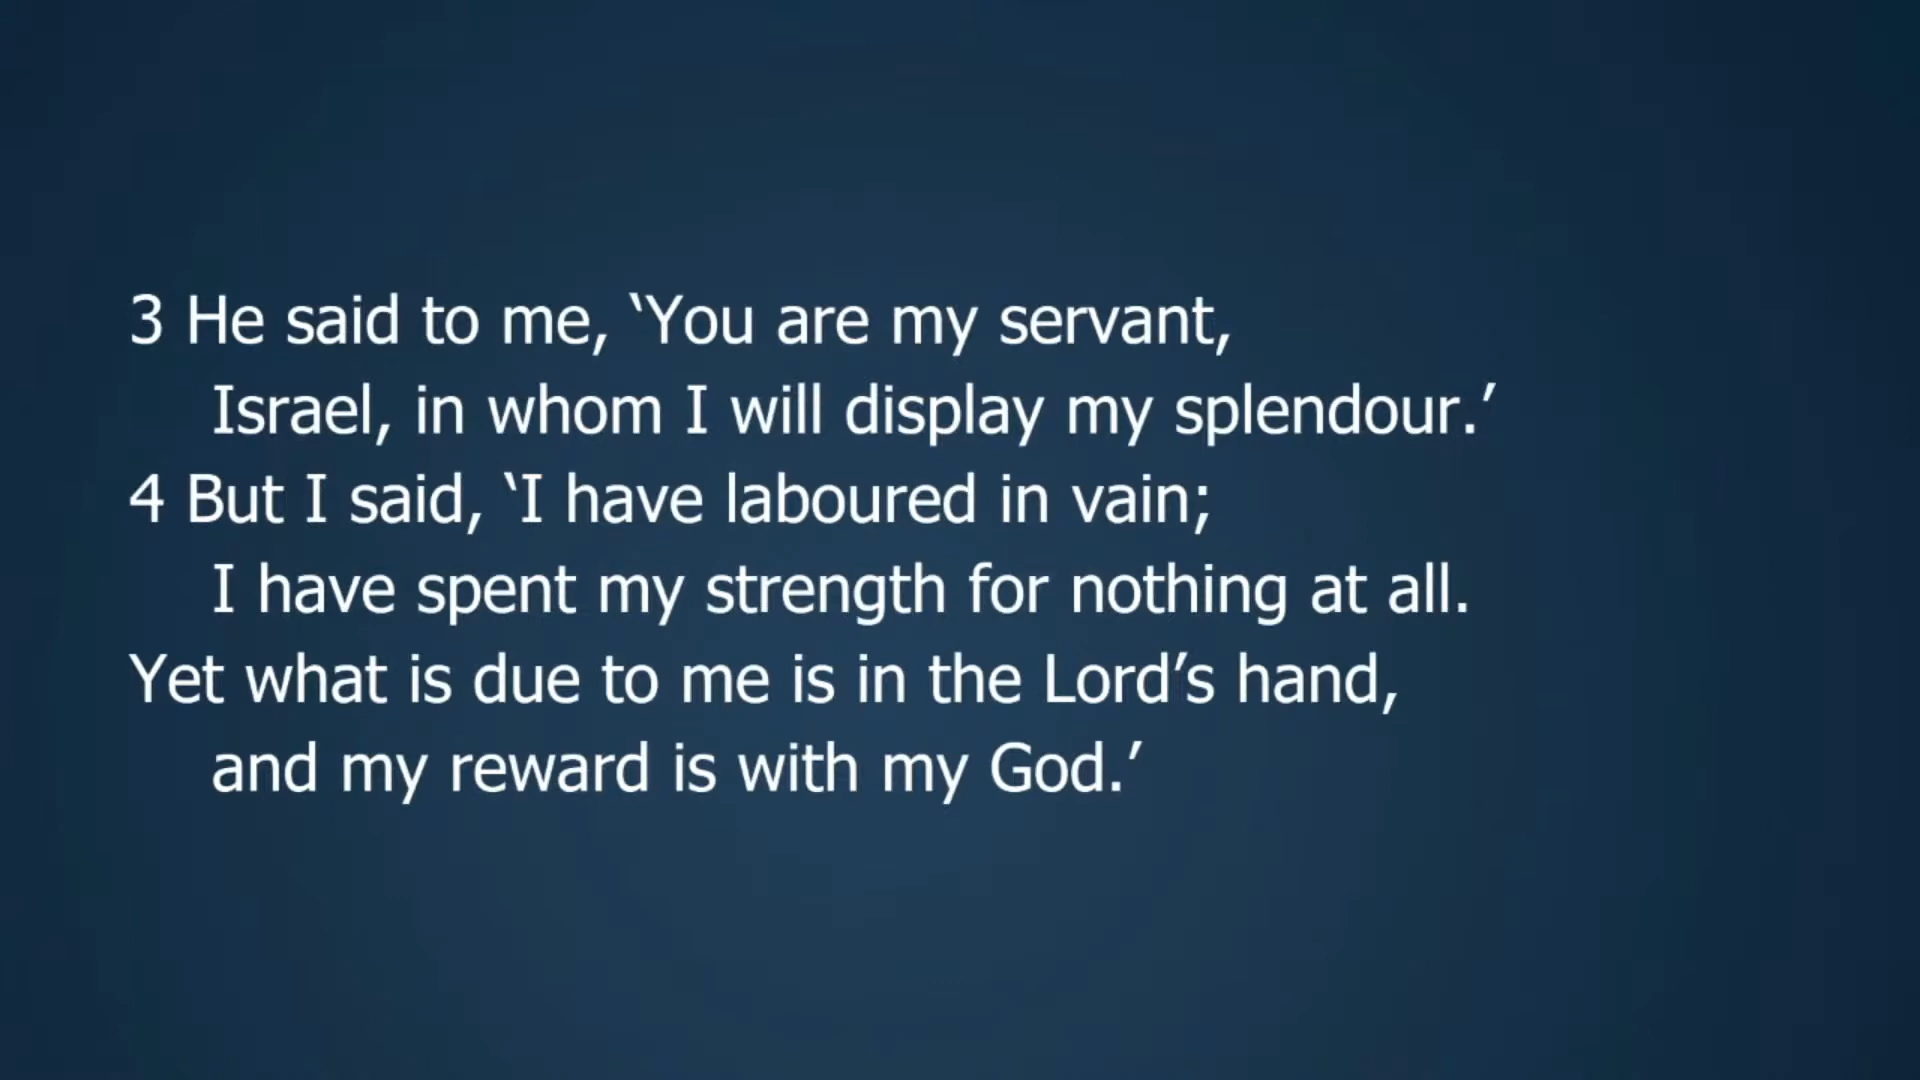 3 He said to me, ‘You are my servant,
Israel, in whom I will display my splendour.’
4 But I said, ‘I have laboured in vain;
I have spent my strength for nothing at all.
Yet what is due to me is in the Lord’s hand,
and my reward is with my God.’